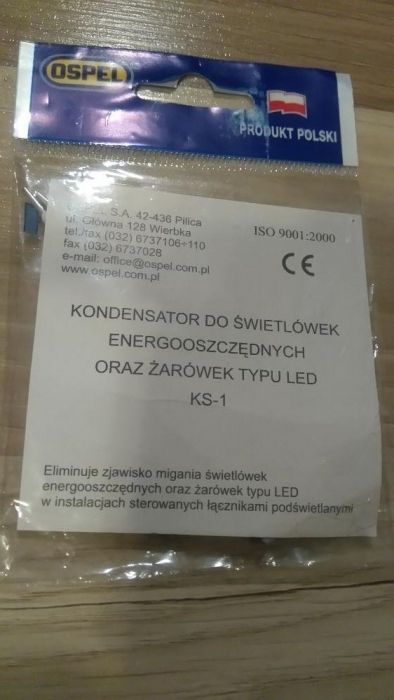 OSPEL
PRODUKT POLSKI
S.A. 42-436 Pilica
ul. Główna 128 Wierbka
tel./fax (032) 6737106÷110
fax (032) 6737028
e-mail: office@ospel.com.pl
www.ospel.com.pl
ISO 9001:2000
CE
KONDENSATOR DO ŚWIETLÓWEK
ENERGOOSZCZĘDNYCH
ORAZ ŻARÓWEK TYPU LED
KS-1
Eliminuje zjawisko migania świetlówek
energooszczędnych oraz żarówek typu LED
w instalacjach sterowanych łącznikami podświetlanymi